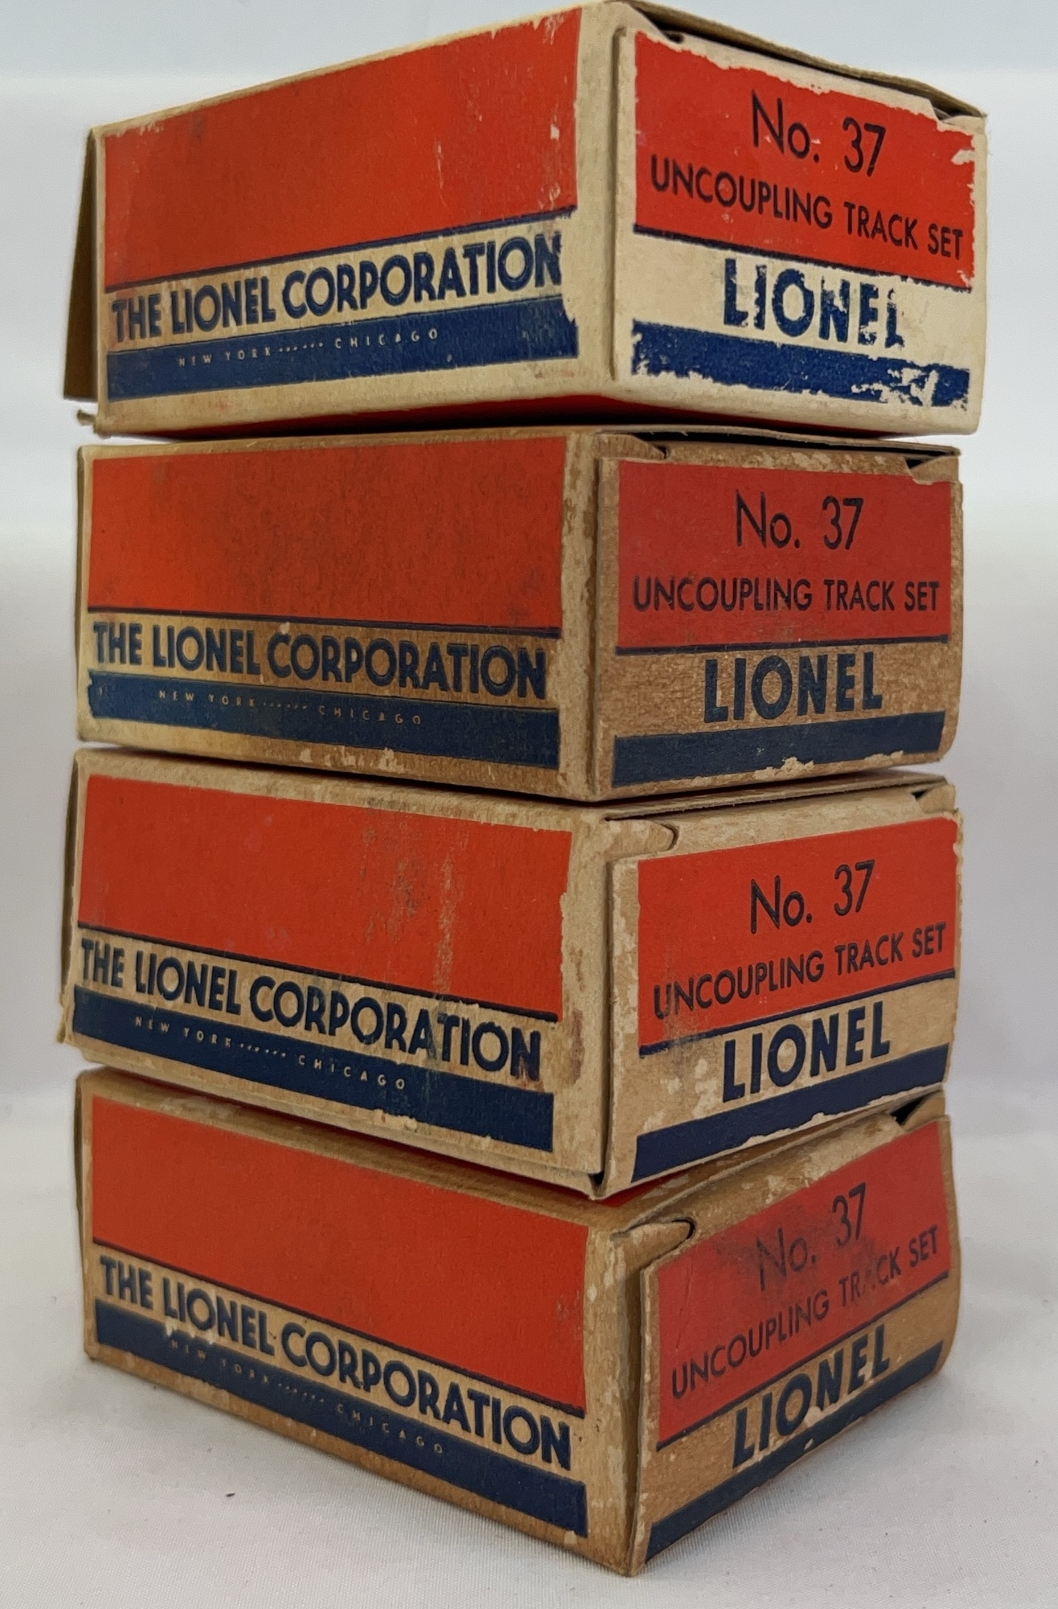 THE LIONEL CORPORATION
NEW YORK ······ CHICAGO
No. 37
UNCOUPLING TRACK SET
LIONEL
THE LIONEL CORPORATION
NEW YORK ······ CHICAGO
No. 37
UNCOUPLING TRACK SET
LIONEL
THE LIONEL CORPORATION
NEW YORK ······ CHICAGO
No. 37
UNCOUPLING TRACK SET
LIONEL
THE LIONEL CORPORATION
NEW YORK ······ CHICAGO
No. 37
UNCOUPLING TRACK SET
LIONEL